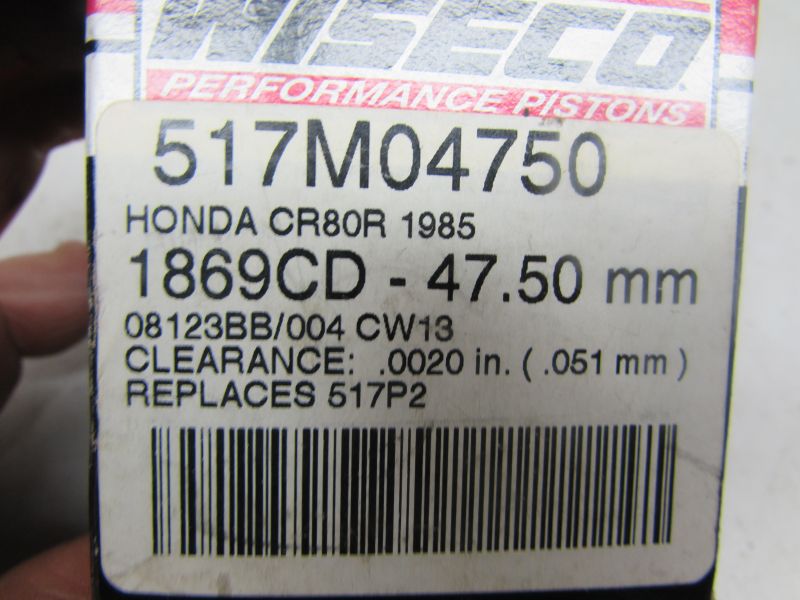 WISECO
PERFORMANCE PISTONS
517M04750
HONDA CR80R 1985
1869CD - 47.50 mm
08123BB/004 CW13
CLEARANCE: .0020 in. ( .051 mm )
REPLACES 517P2